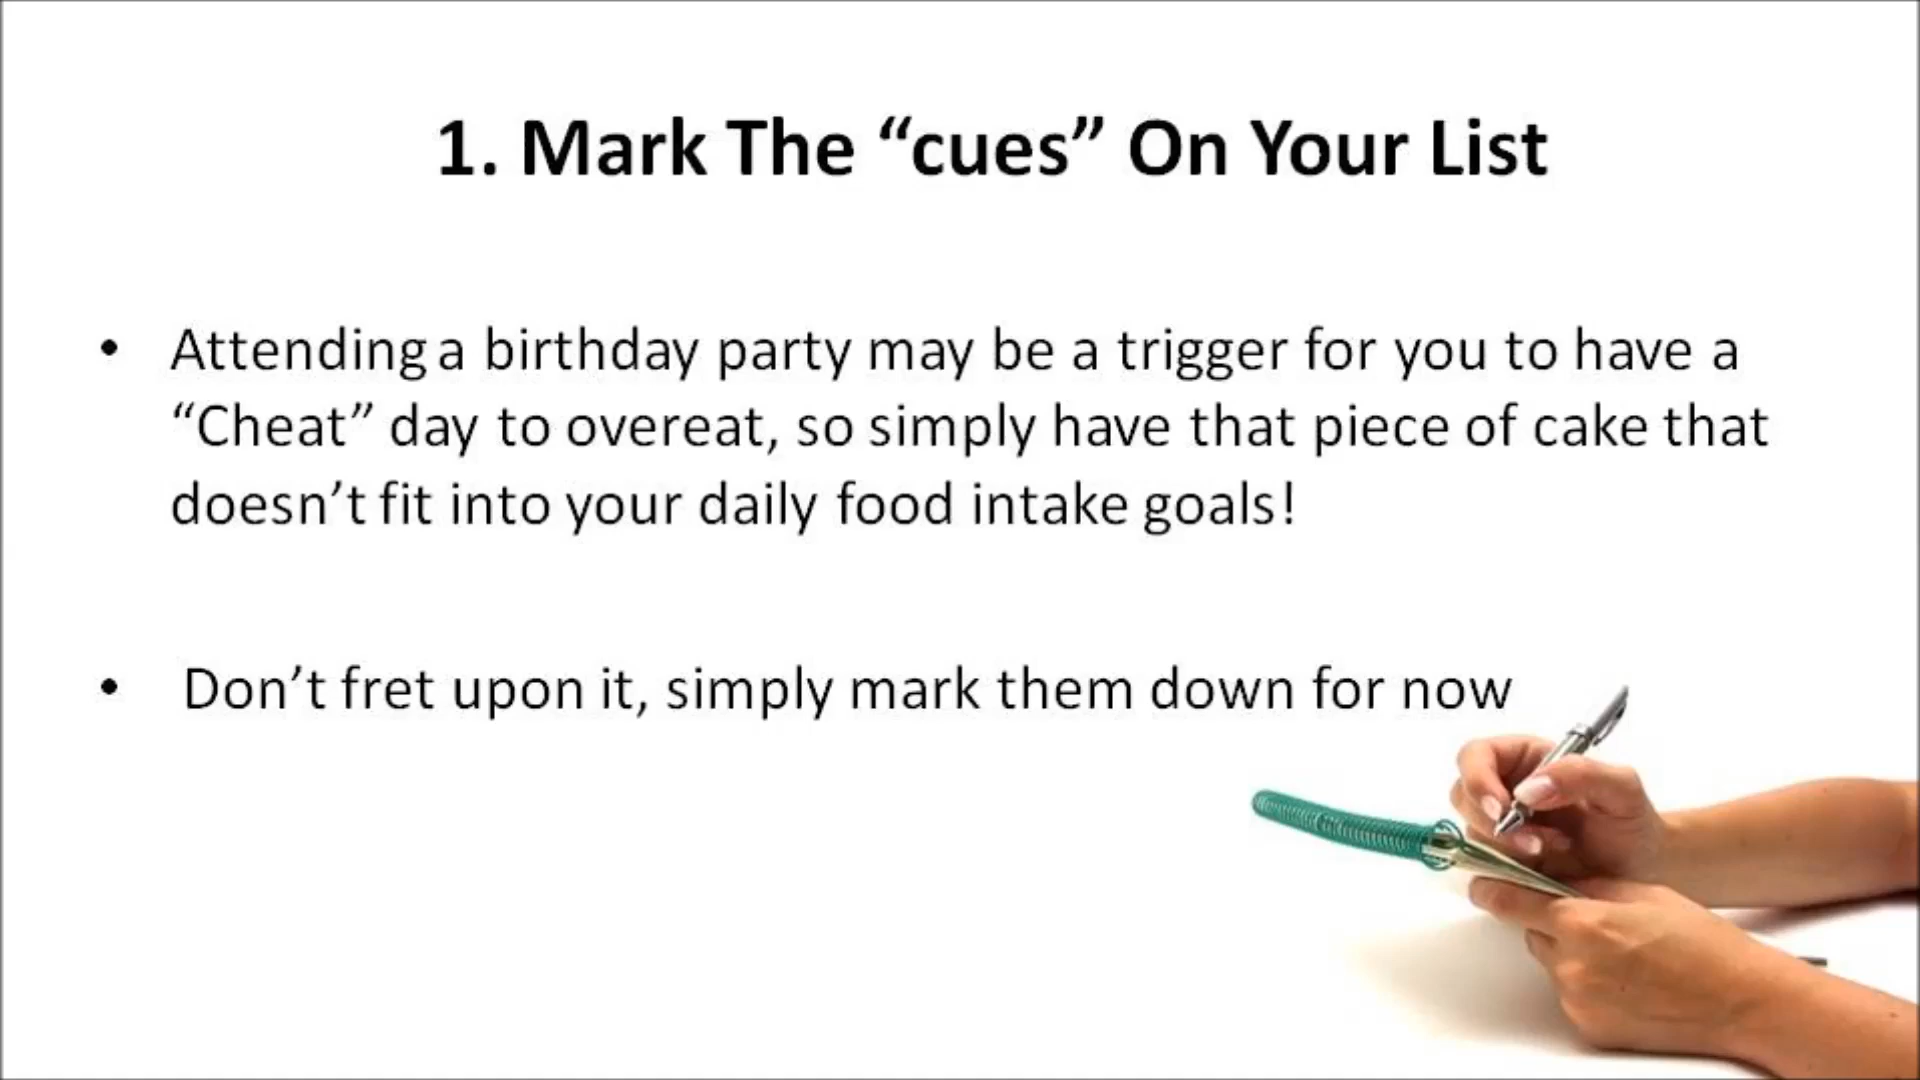 1. Mark The “cues” On Your List
• Attending a birthday party may be a trigger for you to have a
“Cheat” day to overeat, so simply have that piece of cake that
doesn’t fit into your daily food intake goals!
• Don’t fret upon it, simply mark them down for now